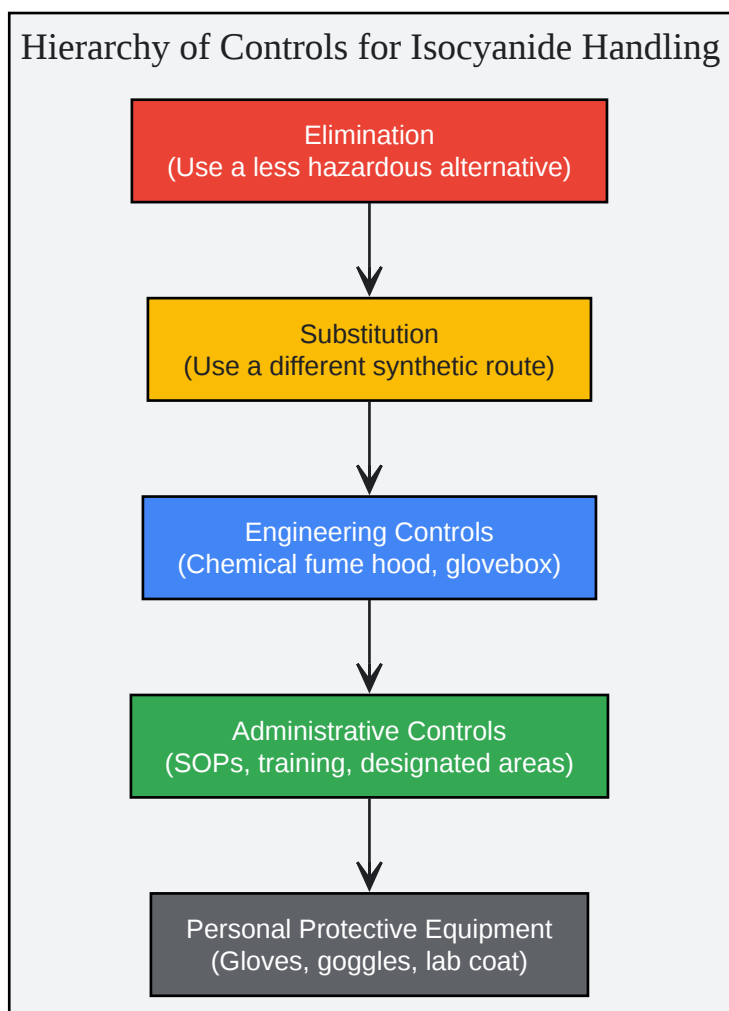 Hierarchy of Controls for Isocyanide Handling
Elimination
(Use a less hazardous alternative)
Substitution
(Use a different synthetic route)
Engineering Controls
(Chemical fume hood, glovebox)
Administrative Controls
(SOPs, training, designated areas)
Personal Protective Equipment
(Gloves, goggles, lab coat)